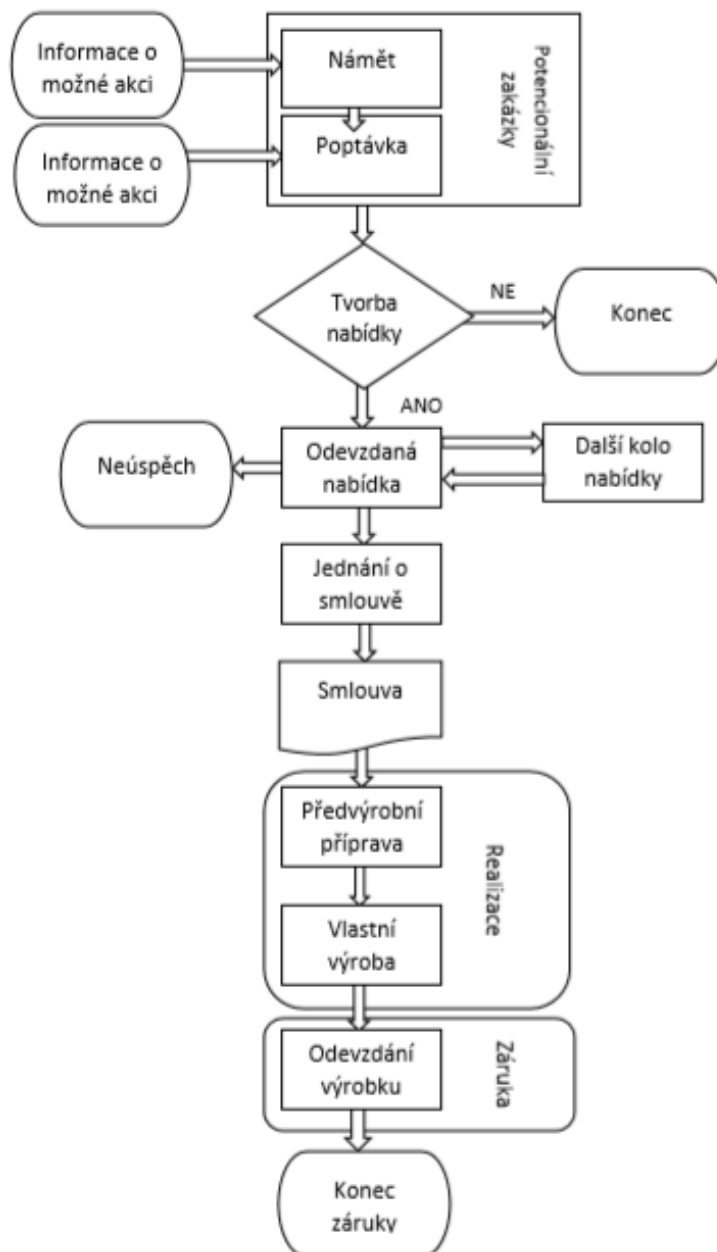 Informace o
možné akci
Námět
Potencionální
zakázky
Informace o
možné akci
Poptávka
Tvorba
nabídky
NE
Konec
ANO
Neúspěch
Odevzdaná
nabídka
Další kolo
nabídky
Jednání o
smlouvě
Smlouva
Předvýrobní
příprava
Realizace
Vlastní
výroba
Odevzdání
výrobku
Záruka
Konec
záruky